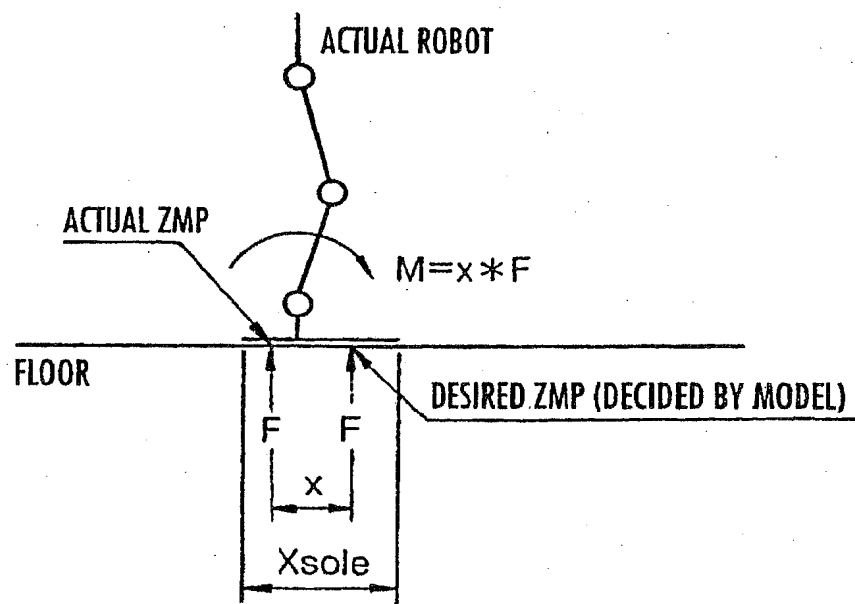 ACTUAL ROBOT
ACTUAL ZMP
M=x*F
FLOOR
DESIRED ZMP (DECIDED BY MODEL)
F F
x
Xsole